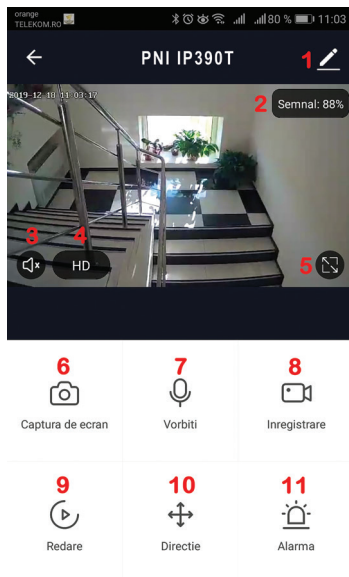 orange
TELEKOM.RO
80 % 11:03
PNI IP390T
1
2019-12-18 11:03:17
2
Semnal: 88%
3
4
HD
5
6
7
8
Captura de ecran
Vorbiti
Inregistrare
9
10
11
Redare
Directie
Alarma